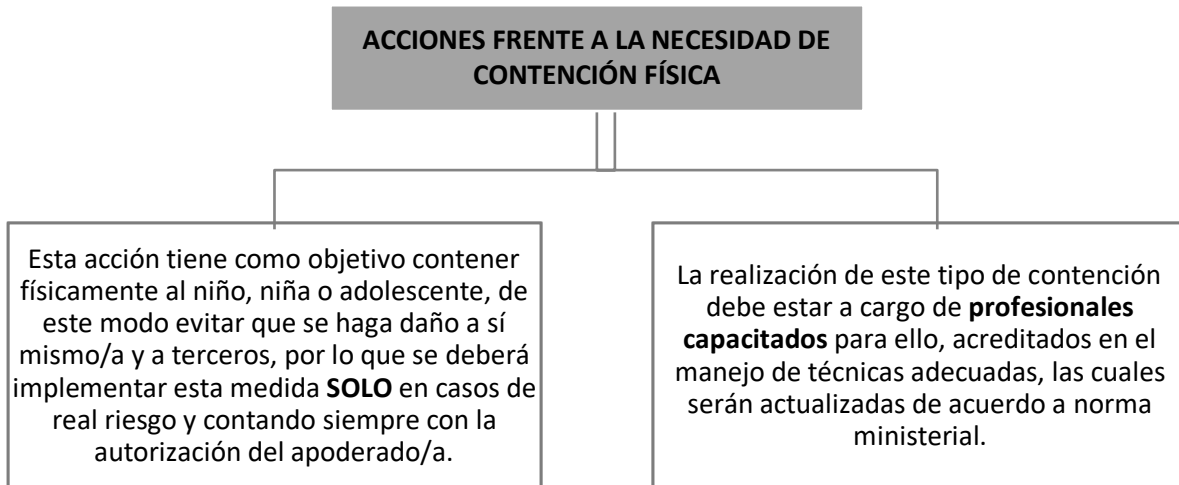 ACCIONES FRENTE A LA NECESIDAD DE
CONTENCIÓN FÍSICA
Esta acción tiene como objetivo contener
físicamente al niño, niña o adolescente, de
este modo evitar que se haga daño a sí
mismo/a y a terceros, por lo que se deberá
implementar esta medida SOLO en casos de
real riesgo y contando siempre con la
autorización del apoderado/a.
La realización de este tipo de contención
debe estar a cargo de profesionales
capacitados para ello, acreditados en el
manejo de técnicas adecuadas, las cuales
serán actualizadas de acuerdo a norma
ministerial.